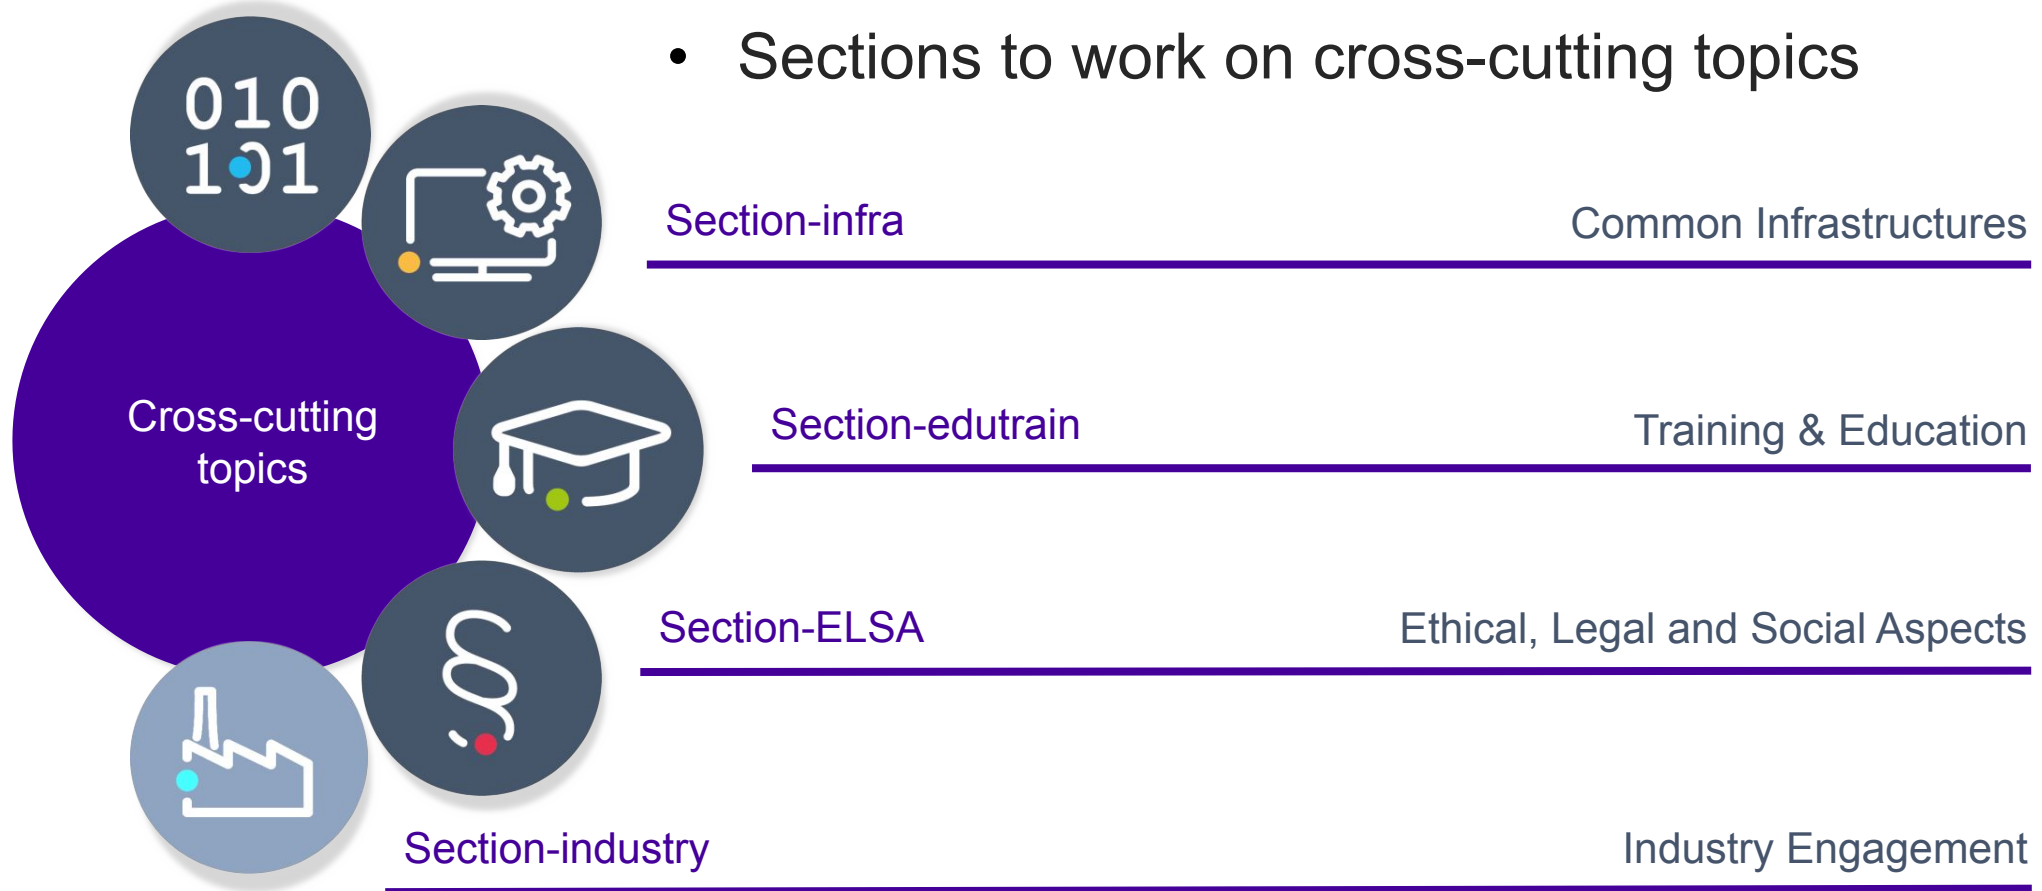 • Sections to work on cross-cutting topics
010
101
Section-infra Common Infrastructures
Cross-cutting
topics
Section-edutrain Training & Education
§
Section-ELSA Ethical, Legal and Social Aspects
Section-industry Industry Engagement